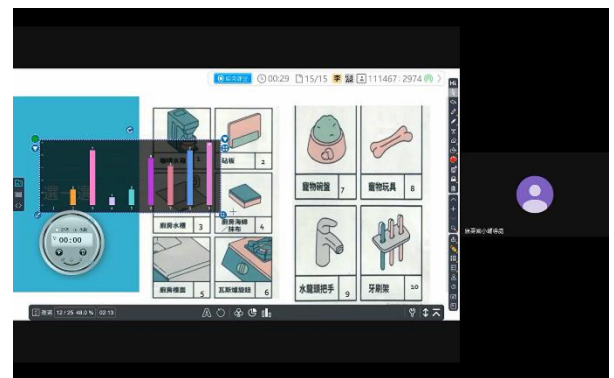 00:29 15/15 李 111467:2974
砧板 2
寵物碗盤 7
寵物玩具 8
廚房水槽 3
廚房海綿
/抹布 4
00:00
廚房檯面 5
瓦斯爐旋鈕 6
水龍頭把手 9
牙刷架 10
12/25 48.0% 02:13